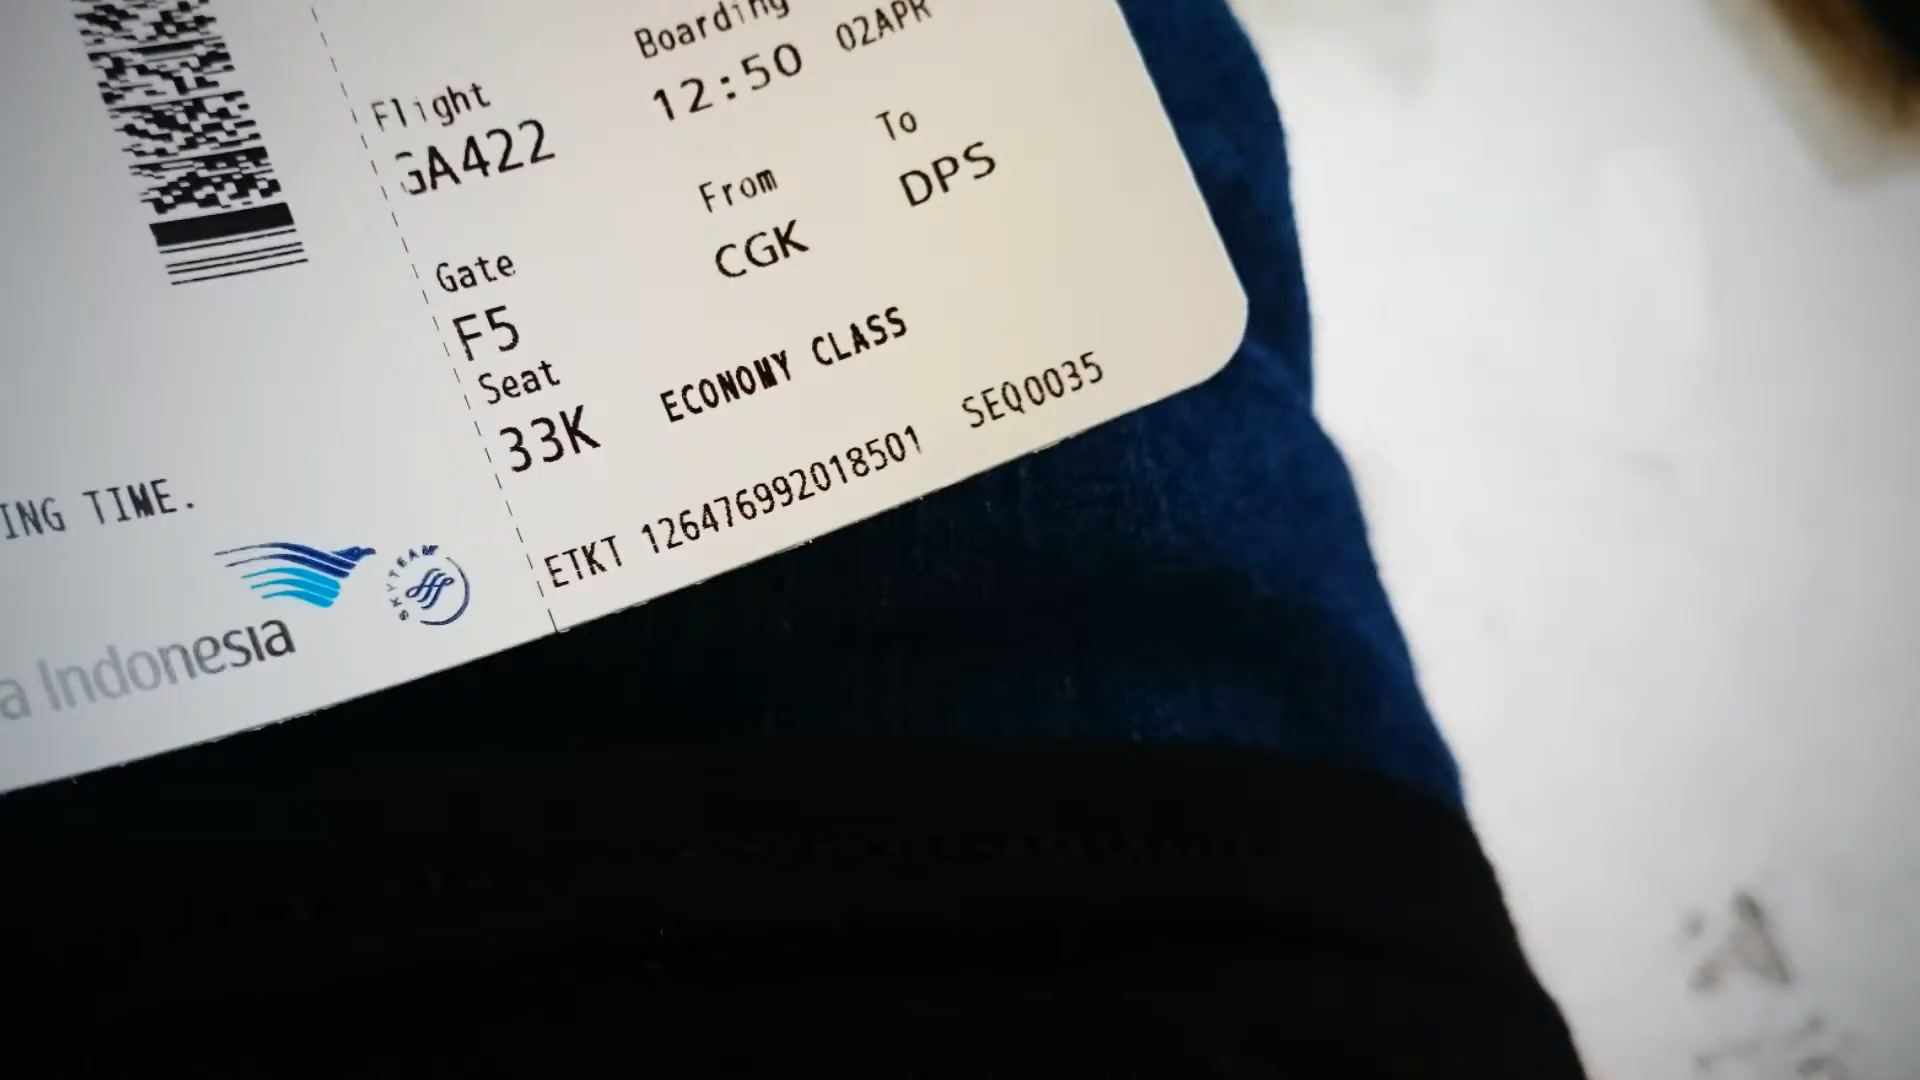 Boarding
12:50 02APR
Flight
GA422
From To
CGK DPS
Gate
F5
Seat
33K ECONOMY CLASS
ETKT 126476992018501 SEQ0035
ING TIME.
SKYTEAM
a Indonesia